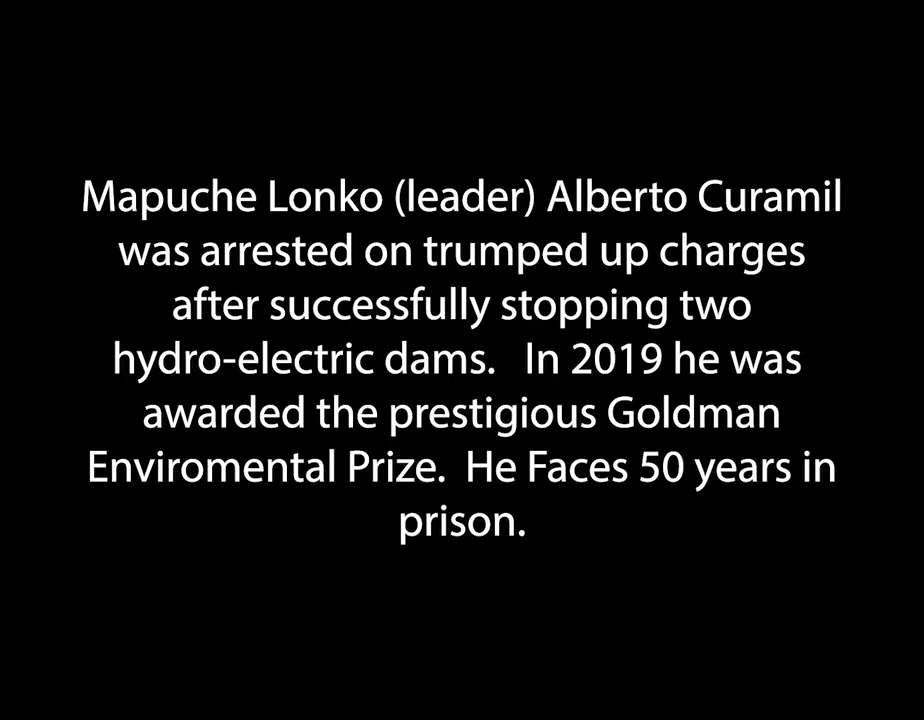 Mapuche Lonko (leader) Alberto Curamil
was arrested on trumped up charges
after successfully stopping two
hydro-electric dams.   In 2019 he was
awarded the prestigious Goldman
Enviromental Prize.  He Faces 50 years in
prison.